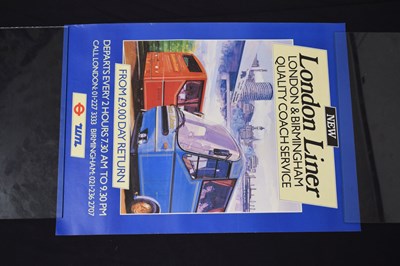 NEW
London Liner
LONDON & BIRMINGHAM
QUALITY COACH SERVICE
FROM £9.00 DAY RETURN
DEPARTS EVERY 2 HOURS 7.30 AM TO 9.30 PM
CALL LONDON: 01-227 3333 BIRMINGHAM: 021-236 2707